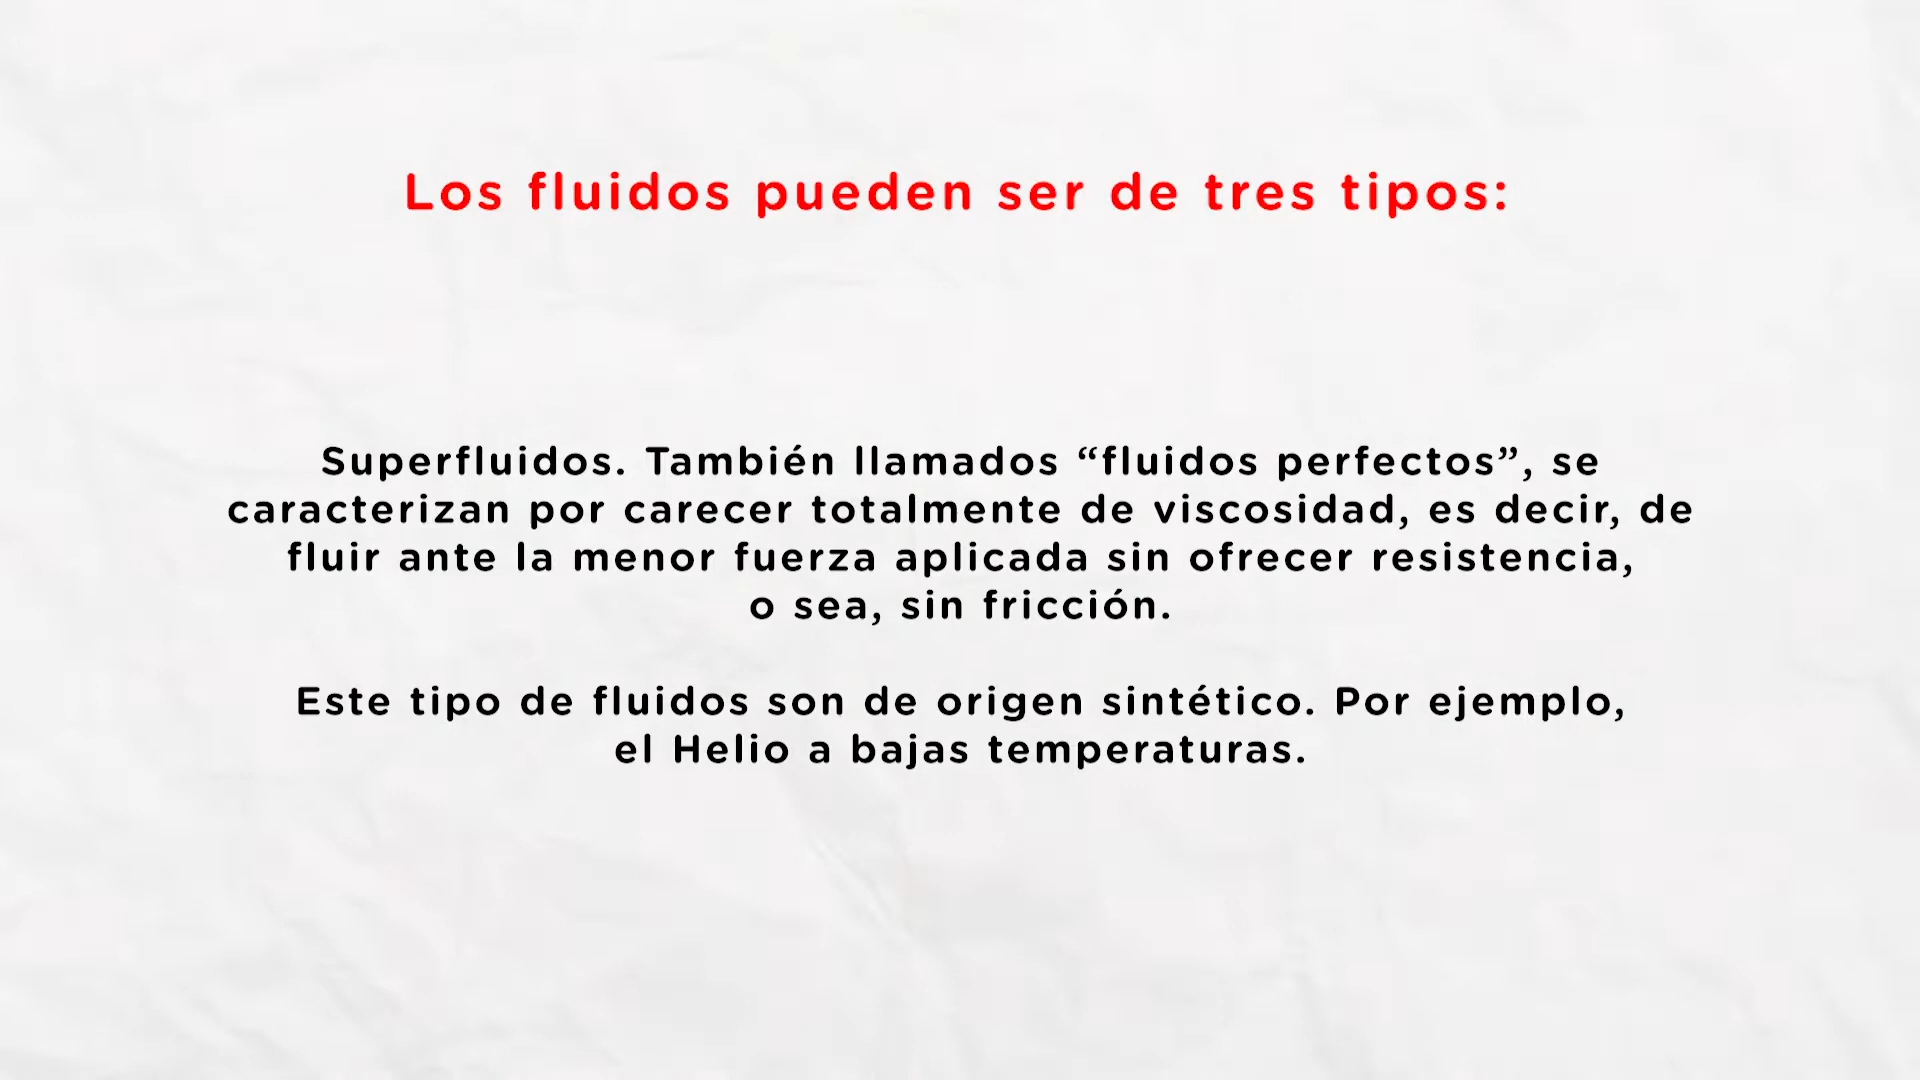 Los fluidos pueden ser de tres tipos:
Superfluidos. También llamados “fluidos perfectos”, se
caracterizan por carecer totalmente de viscosidad, es decir, de
fluir ante la menor fuerza aplicada sin ofrecer resistencia,
o sea, sin fricción.
Este tipo de fluidos son de origen sintético. Por ejemplo,
el Helio a bajas temperaturas.